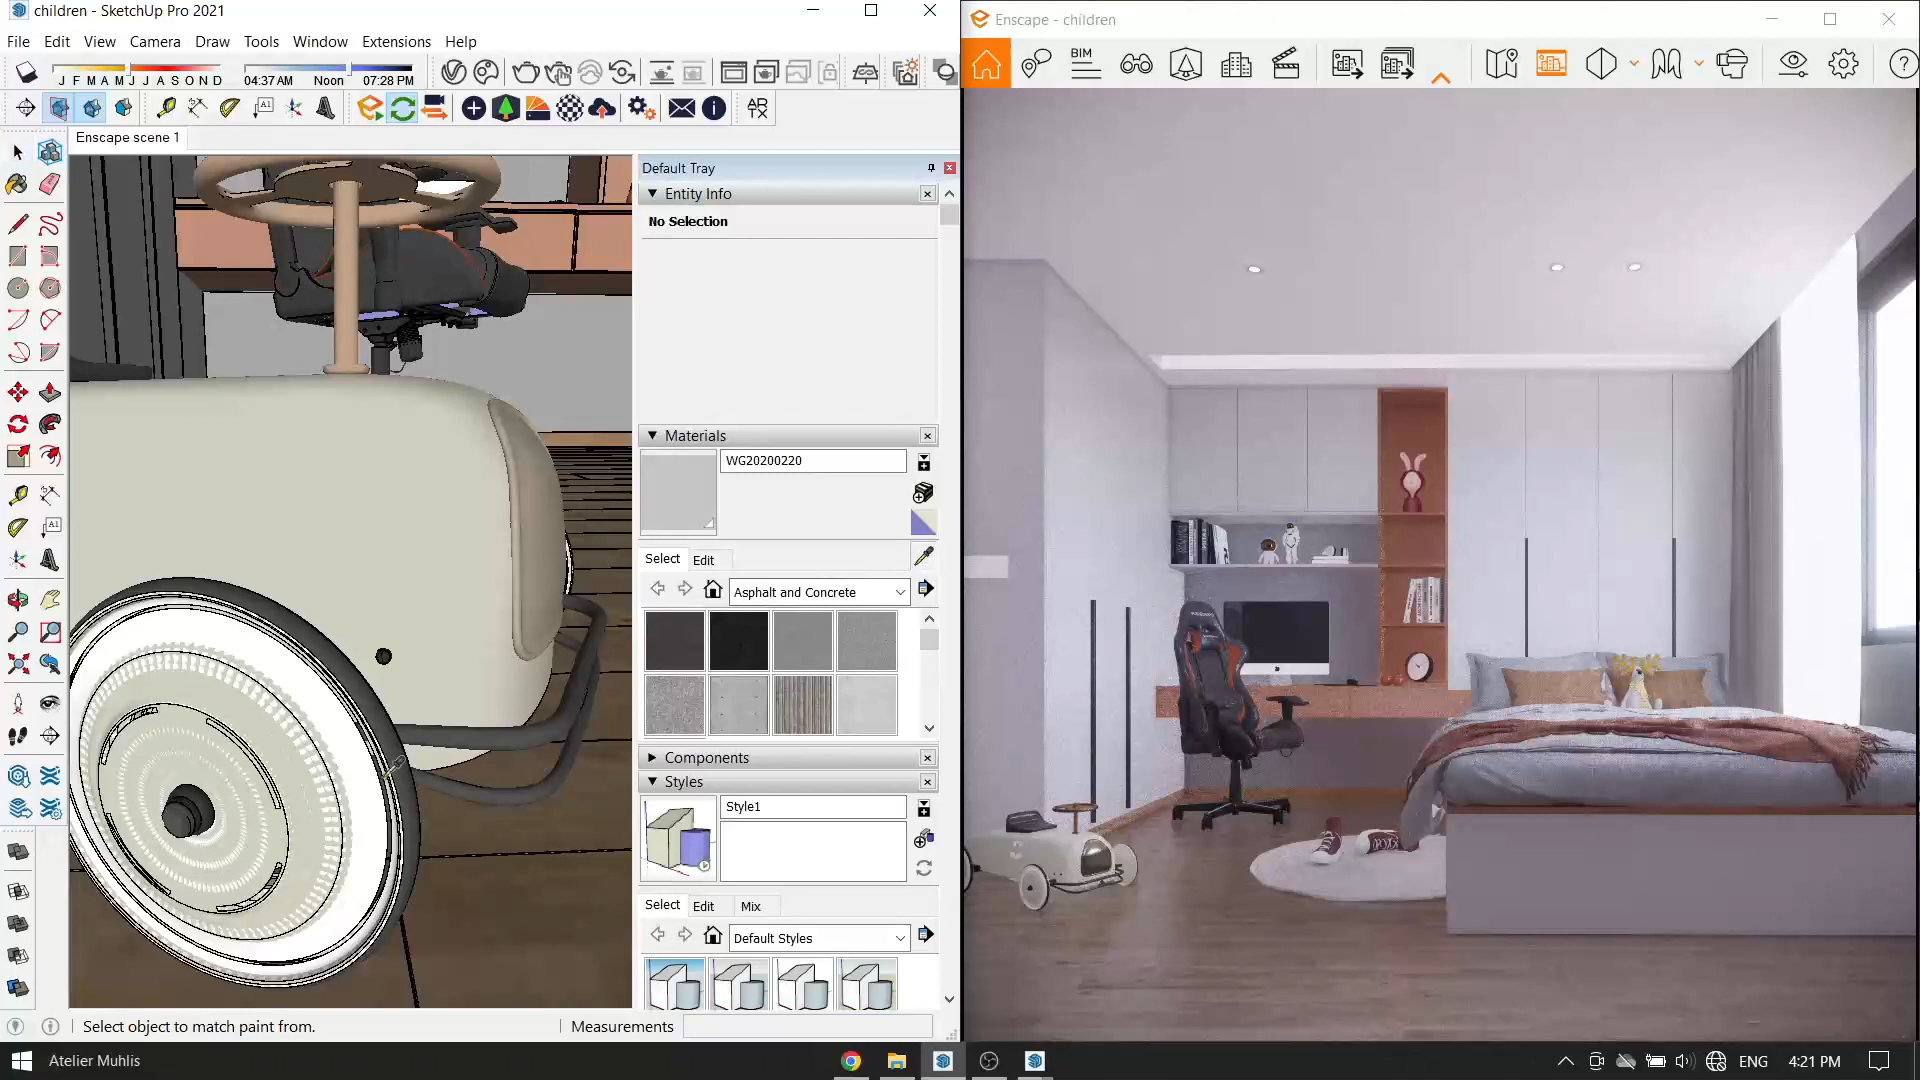 children - SketchUp Pro 2021
Enscape - children
File Edit View Camera Draw Tools Window Extensions Help
BIM
J F M A M J J A S O N D
04:37 AM Noon 07:28 PM
A1
Enscape scene 1
Default Tray
Entity Info
No Selection
Materials
WG20200220
A1
Select Edit
Asphalt and Concrete
Components
Styles
Style1
Select Edit Mix
Default Styles
Select object to match paint from.
Measurements
Atelier Muhlis
ENG
4:21 PM